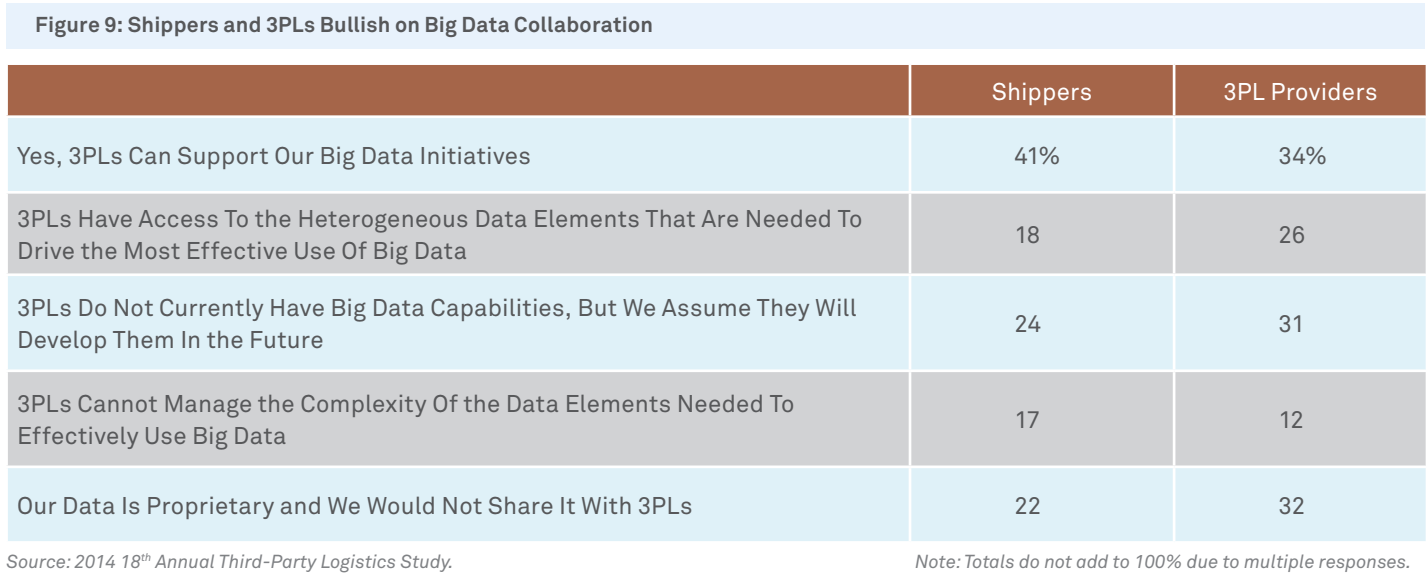 Figure 9: Shippers and 3PLs Bullish on Big Data Collaboration
Shippers 3PL Providers
Yes, 3PLs Can Support Our Big Data Initiatives 41% 34%
3PLs Have Access To the Heterogeneous Data Elements That Are Needed To
Drive the Most Effective Use Of Big Data 18 26
3PLs Do Not Currently Have Big Data Capabilities, But We Assume They Will
Develop Them In the Future 24 31
3PLs Cannot Manage the Complexity Of the Data Elements Needed To
Effectively Use Big Data 17 12
Our Data Is Proprietary and We Would Not Share It With 3PLs 22 32
Source: 2014 18th Annual Third-Party Logistics Study. Note: Totals do not add to 100% due to multiple responses.